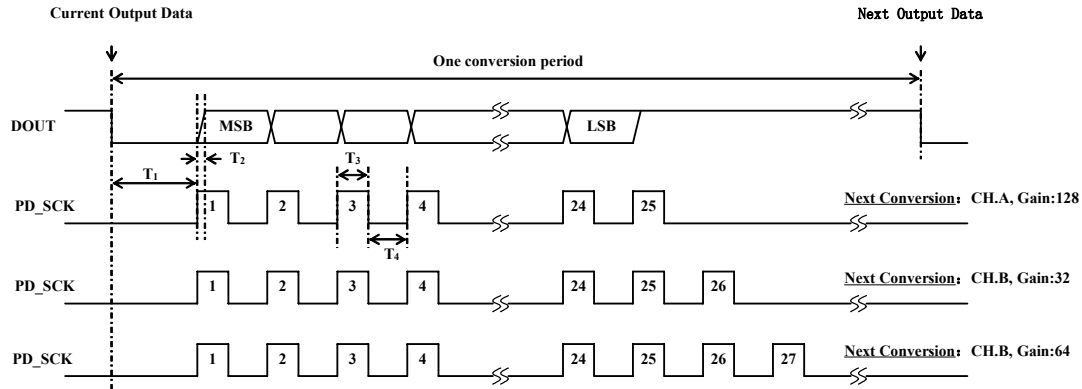 Current Output Data
Next Output Data
One conversion period
DOUT
MSB
LSB
T2
T3
T1
PD_SCK
1 2 3 4 24 25
Next Conversion: CH.A, Gain:128
T4
PD_SCK
1 2 3 4 24 25 26
Next Conversion: CH.B, Gain:32
PD_SCK
1 2 3 4 24 25 26 27
Next Conversion: CH.B, Gain:64